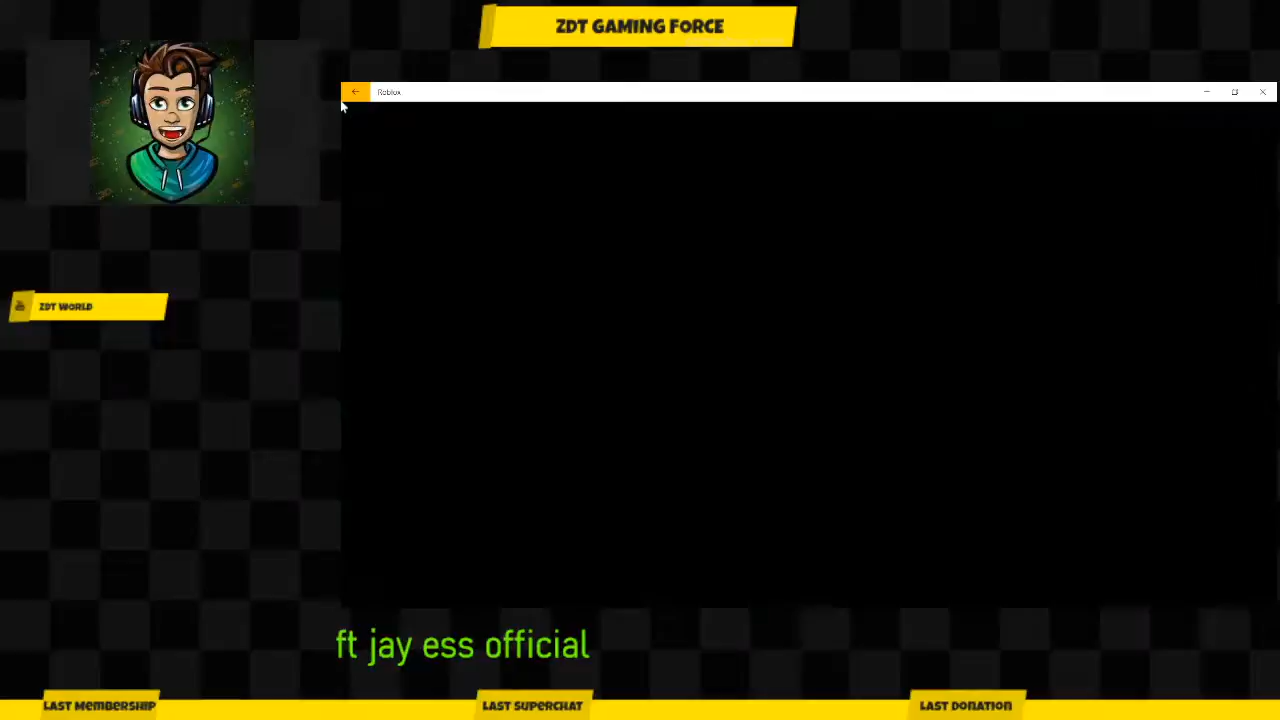 ZDT GAMING FORCE
Roblox
ZDT WORLD
ft jay ess official
LAST MEMBERSHIP
LAST SUPERCHAT
LAST DONATION